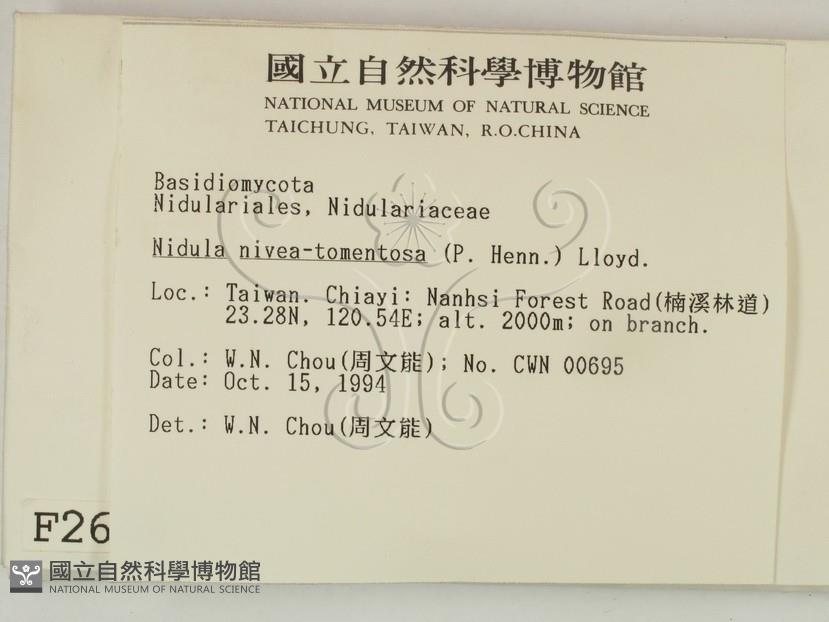 國立自然科學博物館
NATIONAL MUSEUM OF NATURAL SCIENCE
TAICHUNG, TAIWAN, R.O.CHINA
Basidiomycota
Nidulariales, Nidulariaceae
Nidula nivea-tomentosa (P. Henn.) Lloyd.
Loc.: Taiwan. Chiayi: Nanhsi Forest Road(楠溪林道)
23.28N, 120.54E; alt. 2000m; on branch.
Col.: W.N. Chou(周文能); No. CWN 00695
Date: Oct. 15, 1994
Det.: W.N. Chou(周文能)
F26
國立自然科學博物館
NATIONAL MUSEUM OF NATURAL SCIENCE